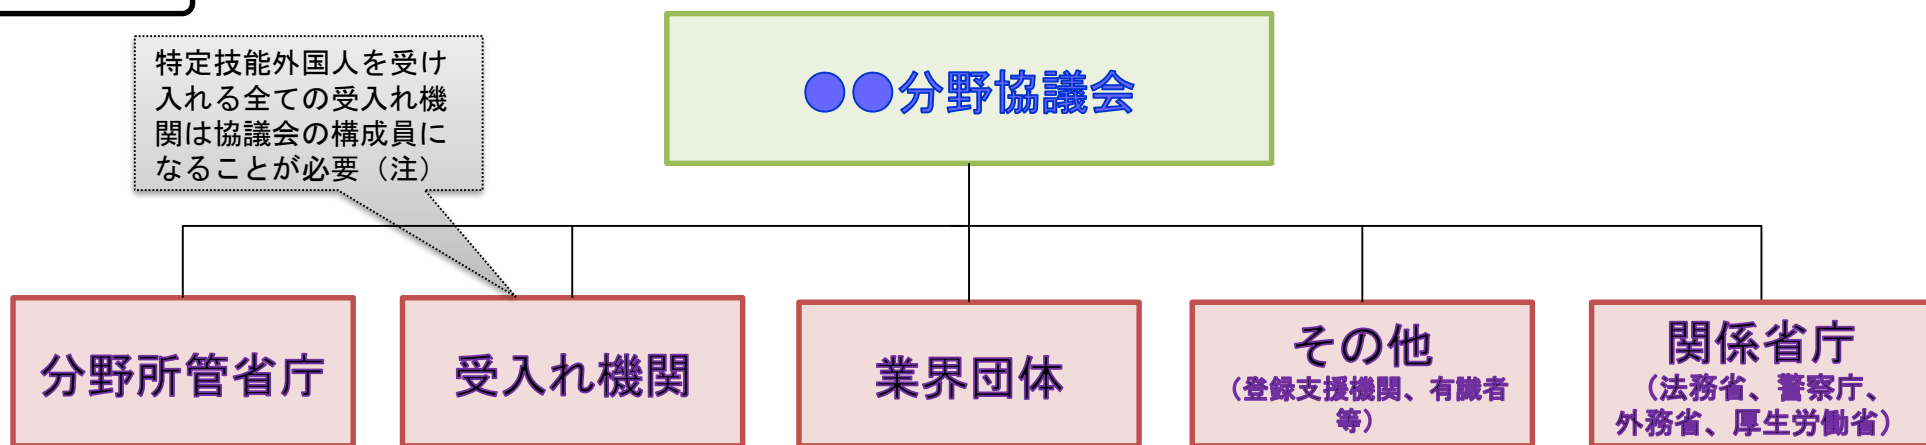 特定技能外国人を受け
入れる全ての受入れ機
関は協議会の構成員に
なることが必要（注）
●●分野協議会
分野所管省庁
受入れ機関
業界団体
その他
（登録支援機関、有識者
等）
関係省庁
（法務省、警察庁、
外務省、厚生労働省）